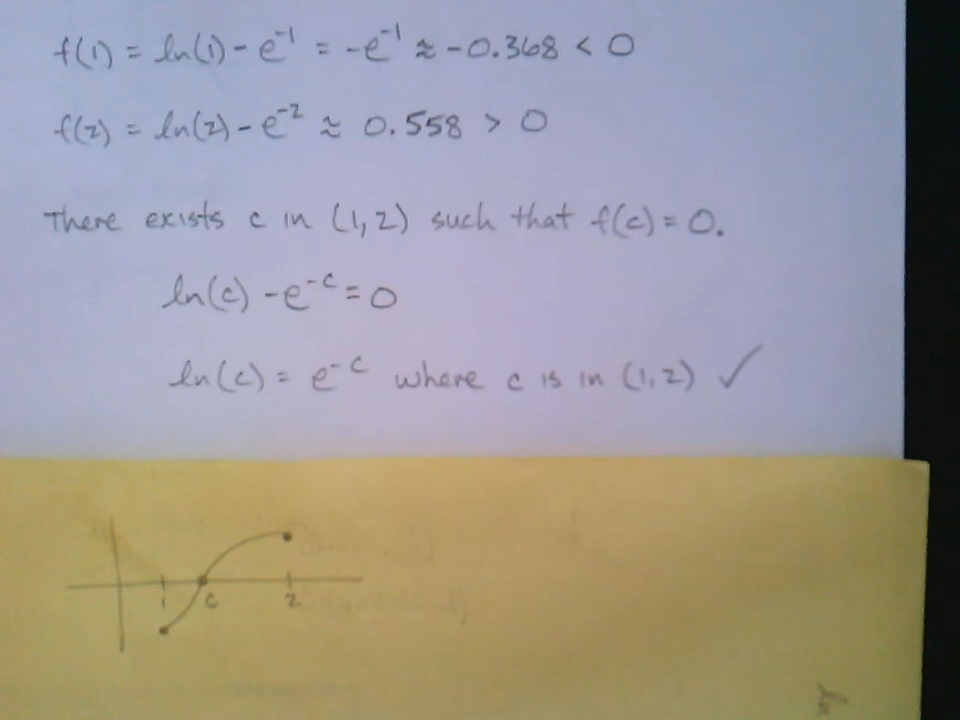 f(1) = ln(1) - e⁻¹ = -e⁻¹ ≈ -0.368 < 0
f(2) = ln(2) - e⁻² ≈ 0.558 > 0
There exists c in (1,2) such that f(c) = 0.
ln(c) - e⁻ᶜ = 0
ln(c) = e⁻ᶜ where c is in (1,2) ✓
1 c 2